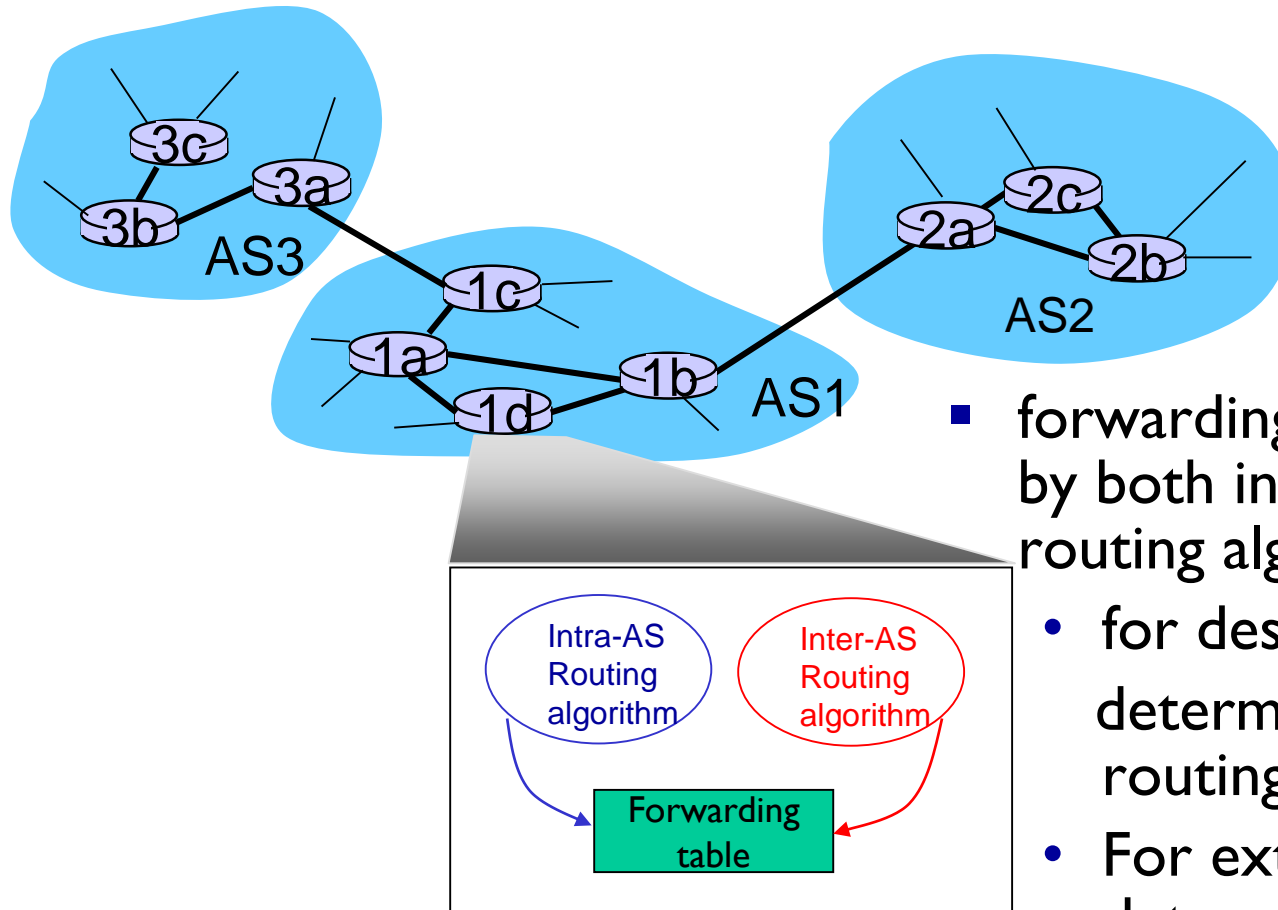 3c
3a
3b
AS3
2c
2a
2b
AS2
1c
1a
1b
1d
AS1
forwarding
by both in
routing alg
for des
determ
routing
For ext
Intra-AS
Routing
algorithm
Inter-AS
Routing
algorithm
Forwarding
table